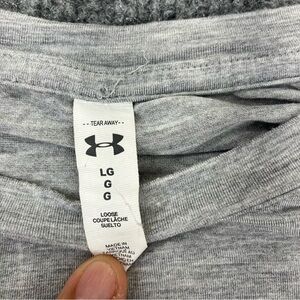 -- TEAR AWAY --
LG
G
G
LOOSE
COUPE LÂCHE
SUELTO
MADE IN
VIETNAM